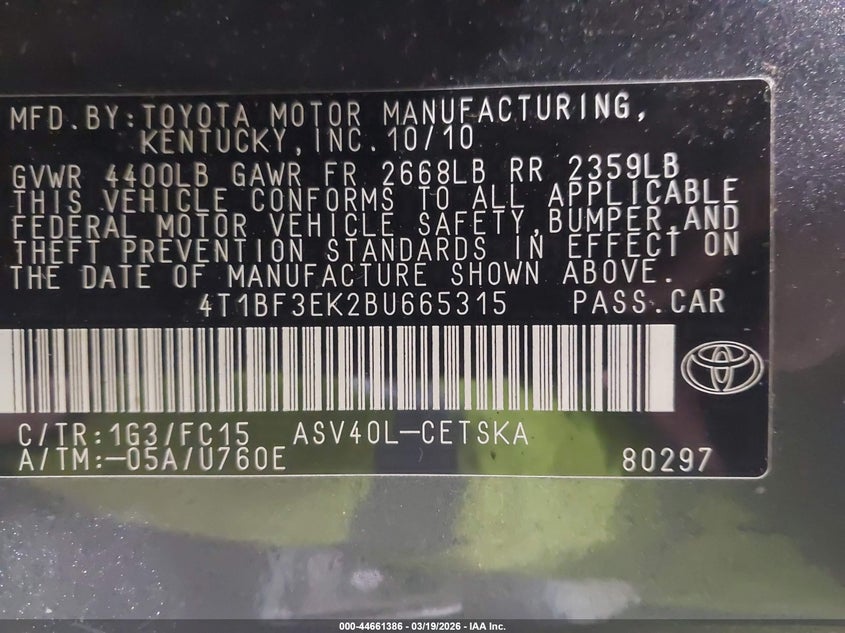 MFD.BY:TOYOTA MOTOR MANUFACTURING,
KENTUCKY,INC.10/10
GVWR 4400LB GAWR FR 2668LB RR 2359LB
THIS VEHICLE CONFORMS TO ALL APPLICABLE
FEDERAL MOTOR VEHICLE SAFETY,BUMPER,AND
THEFT PREVENTION STANDARDS IN EFFECT ON
THE DATE OF MANUFACTURE SHOWN ABOVE.
4T1BF3EK2BU665315 PASS.CAR
C/TR:1G3/FC15 ASV40L-CETSKA
A/TM:-05A/U760E 80297
000-44661386 - 03/19/2026 - IAA Inc.